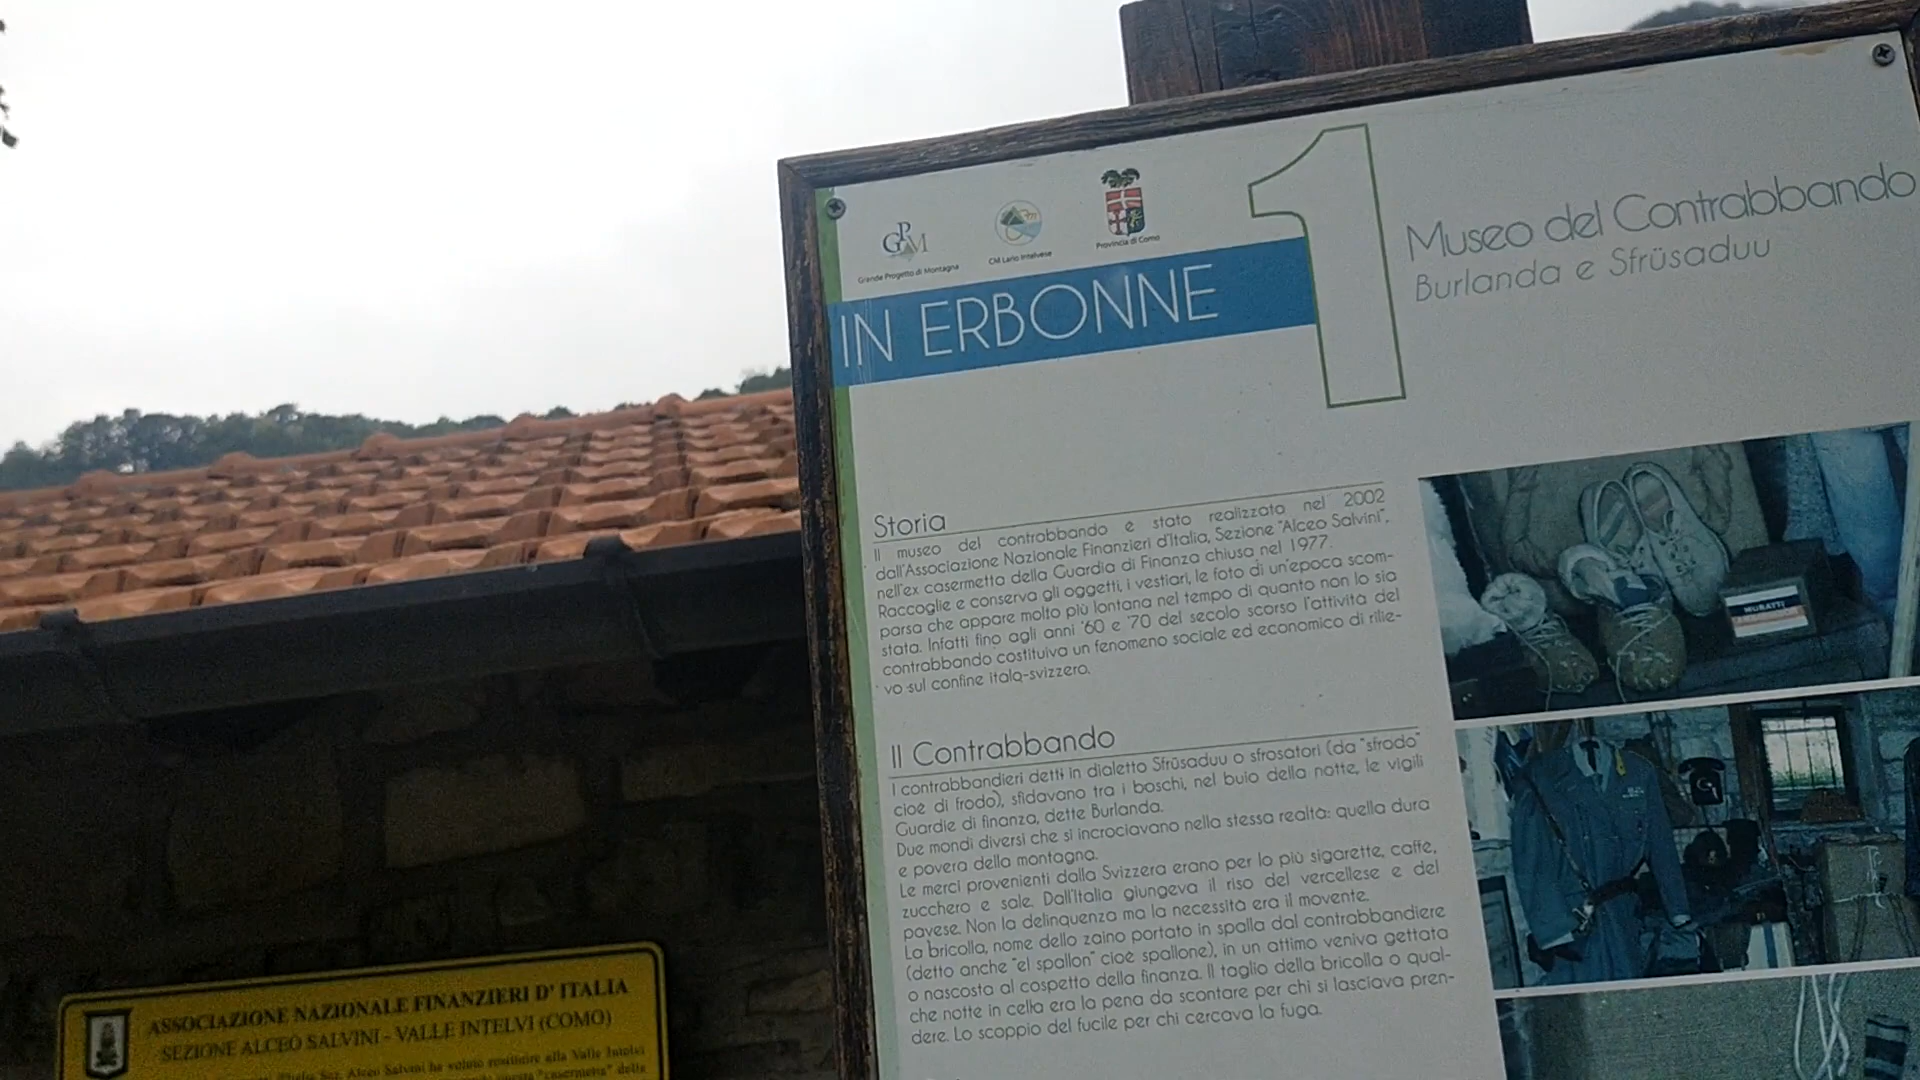 GPM
Grande Progetto di Montagna
CM Lario Intelvese
Provincia di Como
IN ERBONNE
1
Museo del Contrabbando
Burlanda e Sfrüsaduu
Storia
Il museo del contrabbando e stato realizzato nel 2002
dall'Associazione Nazionale Finanzieri d'Italia, Sezione "Alceo Salvini",
nell'ex casermetta della Guardia di Finanza chiusa nel 1977.
Raccoglie e conserva gli oggetti, i vestiari, le foto di un'epoca scom-
parsa che appare molto più lontana nel tempo di quanto non lo sia
stata. Infatti fino agli anni '60 e '70 del secolo scorso l'attività del
contrabbando costituiva un fenomeno sociale ed economico di rilie-
vo sul confine italo-svizzero.
Il Contrabbando
I contrabbandieri detti in dialetto Sfrüsaduu o sfrosatori (da "sfrodo"
cioè di frodo), sfidavano tra i boschi, nel buio della notte, le vigili
Guardie di finanza, dette Burlanda.
Due mondi diversi che si incrociavano nella stessa realtà: quella dura
e povera della montagna.
Le merci provenienti dalla Svizzera erano per lo più sigarette, caffe,
zucchero e sale. Dall'Italia giungeva il riso del vercellese e del
pavese. Non la delinquenza ma la necessità era il movente.
La bricolla, nome dello zaino portato in spalla dal contrabbandiere
(detto anche "el spallon" cioè spallone), in un attimo veniva gettata
o nascosta al cospetto della finanza. Il taglio della bricolla o qual-
che notte in cella era la pena da scontare per chi si lasciava pren-
dere. Lo scoppio del fucile per chi cercava la fuga.
MURATTI
ASSOCIAZIONE NAZIONALE FINANZIERI D' ITALIA
SEZIONE ALCEO SALVINI - VALLE INTELVI (COMO)
Alceo Salvini ha voluto restituire alla Valle Intelvi
"casermetta" della